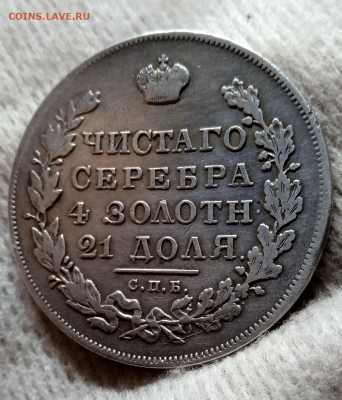 COINS.LAVE.RU
ЧИСТАГО
СЕРЕБРА
4 ЗОЛОТН.
21 ДОЛЯ.
С.П.Б.